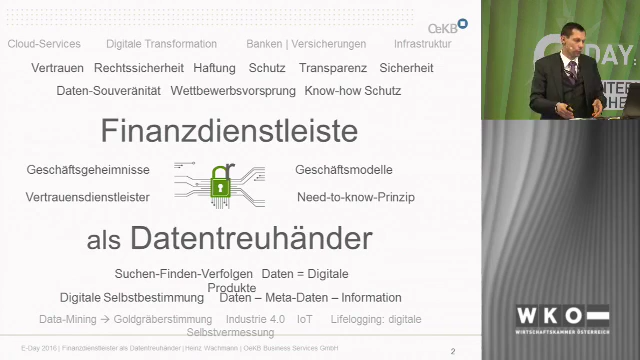 OeKB
Cloud-Services Digitale Transformation Banken | Versicherungen Infrastruktur
Vertrauen Rechtssicherheit Haftung Schutz Transparenz Sicherheit
Daten-Souveränität Wettbewerbsvorsprung Know-how Schutz
Finanzdienstleiste
r
Geschäftsgeheimnisse Geschäftsmodelle
Vertrauensdienstleister Need-to-know-Prinzip
als Datentreuhänder
Suchen-Finden-Verfolgen Daten = Digitale
Produkte
Digitale Selbstbestimmung Daten – Meta-Daten – Information
Data-Mining → Goldgräberstimmung Industrie 4.0 IoT Lifelogging: digitale
Selbstvermessung
E-Day 2016 | Finanzdienstleister als Datentreuhänder | Heinz Wachmann | OeKB Business Services GmbH 2
DAY:
WKO
WIRTSCHAFTSKAMMER ÖSTERREICH